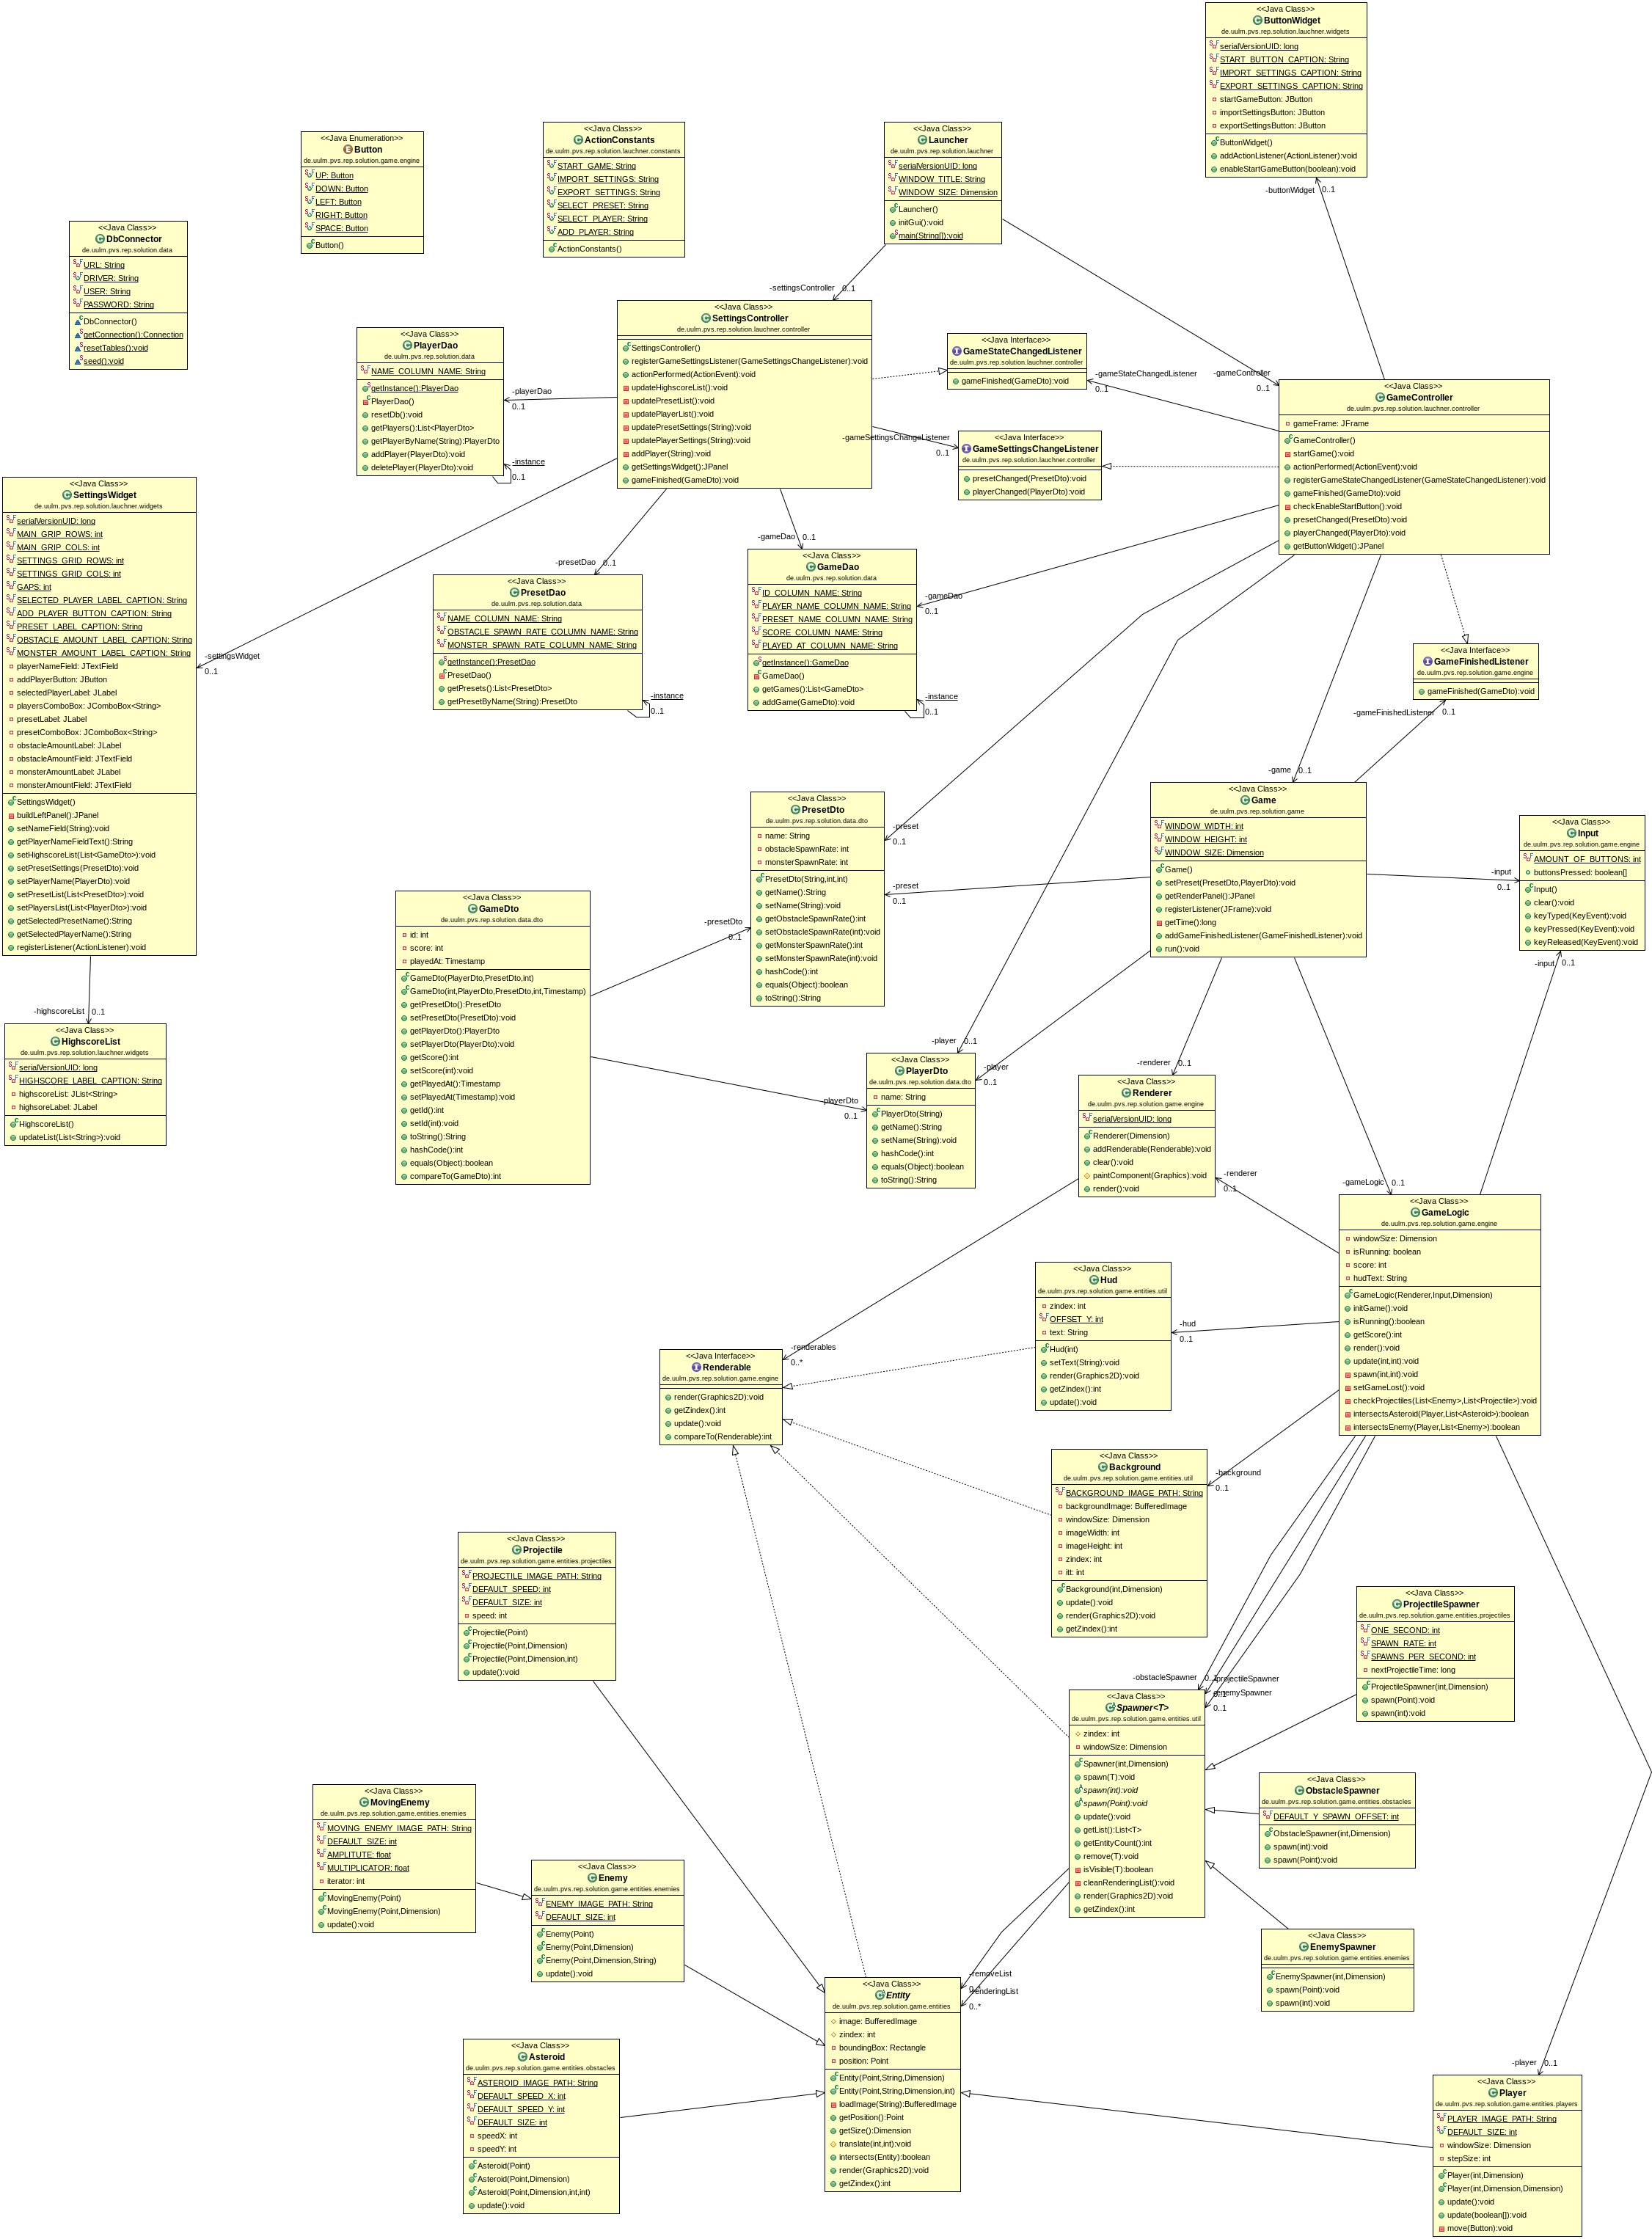 <<Java Class>>
ButtonWidget
de.uulm.pvs.rep.solution.lauchner.widgets
serialVersionUID: long
START_BUTTON_CAPTION: String
IMPORT_SETTINGS_CAPTION: String
EXPORT_SETTINGS_CAPTION: String
startGameButton: JButton
importSettingsButton: JButton
exportSettingsButton: JButton
ButtonWidget()
addActionListener(ActionListener):void
enableStartGameButton(boolean):void
<<Java Enumeration>>
Button
de.uulm.pvs.rep.solution.game.engine
UP: Button
DOWN: Button
LEFT: Button
RIGHT: Button
SPACE: Button
Button()
<<Java Class>>
ActionConstants
de.uulm.pvs.rep.solution.lauchner.constants
START_GAME: String
IMPORT_SETTINGS: String
EXPORT_SETTINGS: String
SELECT_PRESET: String
SELECT_PLAYER: String
ADD_PLAYER: String
ActionConstants()
<<Java Class>>
Launcher
de.uulm.pvs.rep.solution.lauchner
serialVersionUID: long
WINDOW_TITLE: String
WINDOW_SIZE: Dimension
Launcher()
initGui():void
main(String[]):void
-buttonWidget
0..1
<<Java Class>>
DbConnector
de.uulm.pvs.rep.solution.data
URL: String
DRIVER: String
USER: String
PASSWORD: String
DbConnector()
getConnection():Connection
resetTables():void
seed():void
-settingsController
0..1
<<Java Class>>
SettingsController
de.uulm.pvs.rep.solution.lauchner.controller
SettingsController()
registerGameSettingsListener(GameSettingsChangeListener):void
actionPerformed(ActionEvent):void
updateHighscoreList():void
updatePresetList():void
updatePlayerList():void
updatePresetSettings(String):void
updatePlayerSettings(String):void
addPlayer(String):void
getSettingsWidget():JPanel
gameFinished(GameDto):void
<<Java Class>>
PlayerDao
de.uulm.pvs.rep.solution.data
NAME_COLUMN_NAME: String
getInstance():PlayerDao
PlayerDao()
resetDb():void
getPlayers():List<PlayerDto>
getPlayerByName(String):PlayerDto
addPlayer(PlayerDto):void
deletePlayer(PlayerDto):void
-playerDao
0..1
-instance
0..1
<<Java Interface>>
GameStateChangedListener
de.uulm.pvs.rep.solution.lauchner.controller
gameFinished(GameDto):void
-gameStateChangedListener
0..1
-gameController
0..1
<<Java Class>>
GameController
de.uulm.pvs.rep.solution.lauchner.controller
gameFrame: JFrame
GameController()
startGame():void
actionPerformed(ActionEvent):void
registerGameStateChangedListener(GameStateChangedListener):void
gameFinished(GameDto):void
checkEnableStartButton():void
presetChanged(PresetDto):void
playerChanged(PlayerDto):void
getButtonWidget():JPanel
-gameSettingsChangeListener
0..1
<<Java Interface>>
GameSettingsChangeListener
de.uulm.pvs.rep.solution.lauchner.controller
presetChanged(PresetDto):void
playerChanged(PlayerDto):void
<<Java Class>>
SettingsWidget
de.uulm.pvs.rep.solution.lauchner.widgets
serialVersionUID: long
MAIN_GRIP_ROWS: int
MAIN_GRIP_COLS: int
SETTINGS_GRID_ROWS: int
SETTINGS_GRID_COLS: int
GAPS: int
SELECTED_PLAYER_LABEL_CAPTION: String
ADD_PLAYER_BUTTON_CAPTION: String
PRESET_LABEL_CAPTION: String
OBSTACLE_AMOUNT_LABEL_CAPTION: String
MONSTER_AMOUNT_LABEL_CAPTION: String
playerNameField: JTextField
addPlayerButton: JButton
selectedPlayerLabel: JLabel
playersComboBox: JComboBox<String>
presetLabel: JLabel
presetComboBox: JComboBox<String>
obstacleAmountLabel: JLabel
obstacleAmountField: JTextField
monsterAmountLabel: JLabel
monsterAmountField: JTextField
SettingsWidget()
buildLeftPanel():JPanel
setNameField(String):void
getPlayerNameFieldText():String
setHighscoreList(List<GameDto>):void
setPresetSettings(PresetDto):void
setPlayerName(PlayerDto):void
setPresetList(List<PresetDto>):void
setPlayersList(List<PlayerDto>):void
getSelectedPresetName():String
getSelectedPlayerName():String
registerListener(ActionListener):void
-settingsWidget
0..1
-presetDao
0..1
<<Java Class>>
PresetDao
de.uulm.pvs.rep.solution.data
NAME_COLUMN_NAME: String
OBSTACLE_SPAWN_RATE_COLUMN_NAME: String
MONSTER_SPAWN_RATE_COLUMN_NAME: String
getInstance():PresetDao
PresetDao()
getPresets():List<PresetDto>
getPresetByName(String):PresetDto
-instance
0..1
-gameDao
0..1
<<Java Class>>
GameDao
de.uulm.pvs.rep.solution.data
ID_COLUMN_NAME: String
PLAYER_NAME_COLUMN_NAME: String
PRESET_NAME_COLUMN_NAME: String
SCORE_COLUMN_NAME: String
PLAYED_AT_COLUMN_NAME: String
getInstance():GameDao
GameDao()
getGames():List<GameDto>
addGame(GameDto):void
-gameDao
0..1
-instance
0..1
<<Java Interface>>
GameFinishedListener
de.uulm.pvs.rep.solution.game.engine
gameFinished(GameDto):void
-gameFinishedListener
0..1
-game
0..1
<<Java Class>>
Game
de.uulm.pvs.rep.solution.game
WINDOW_WIDTH: int
WINDOW_HEIGHT: int
WINDOW_SIZE: Dimension
Game()
setPreset(PresetDto,PlayerDto):void
getRenderPanel():JPanel
registerListener(JFrame):void
getTime():long
addGameFinishedListener(GameFinishedListener):void
run():void
<<Java Class>>
PresetDto
de.uulm.pvs.rep.solution.data.dto
name: String
obstacleSpawnRate: int
monsterSpawnRate: int
PresetDto(String,int,int)
getName():String
setName(String):void
getObstacleSpawnRate():int
setObstacleSpawnRate(int):void
getMonsterSpawnRate():int
setMonsterSpawnRate(int):void
hashCode():int
equals(Object):boolean
toString():String
-preset
0..1
-preset
0..1
<<Java Class>>
Input
de.uulm.pvs.rep.solution.game.engine
AMOUNT_OF_BUTTONS: int
buttonsPressed: boolean[]
Input()
clear():void
keyTyped(KeyEvent):void
keyPressed(KeyEvent):void
keyReleased(KeyEvent):void
-input
0..1
-input
0..1
<<Java Class>>
GameDto
de.uulm.pvs.rep.solution.data.dto
id: int
score: int
playedAt: Timestamp
GameDto(PlayerDto,PresetDto,int)
GameDto(int,PlayerDto,PresetDto,int,Timestamp)
getPresetDto():PresetDto
setPresetDto(PresetDto):void
getPlayerDto():PlayerDto
setPlayerDto(PlayerDto):void
getScore():int
setScore(int):void
getPlayedAt():Timestamp
setPlayedAt(Timestamp):void
getId():int
setId(int):void
toString():String
hashCode():int
equals(Object):boolean
compareTo(GameDto):int
-presetDto
0..1
-highscoreList
0..1
<<Java Class>>
HighscoreList
de.uulm.pvs.rep.solution.lauchner.widgets
serialVersionUID: long
HIGHSCORE_LABEL_CAPTION: String
highscoreList: JList<String>
highsoreLabel: JLabel
HighscoreList()
updateList(List<String>):void
-playerDto
0..1
-player
0..1
-player
0..1
<<Java Class>>
PlayerDto
de.uulm.pvs.rep.solution.data.dto
name: String
PlayerDto(String)
getName():String
setName(String):void
hashCode():int
equals(Object):boolean
toString():String
-renderer
0..1
<<Java Class>>
Renderer
de.uulm.pvs.rep.solution.game.engine
serialVersionUID: long
Renderer(Dimension)
addRenderable(Renderable):void
clear():void
paintComponent(Graphics):void
render():void
-renderer
0..1
-gameLogic
0..1
<<Java Class>>
GameLogic
de.uulm.pvs.rep.solution.game.engine
windowSize: Dimension
isRunning: boolean
score: int
hudText: String
GameLogic(Renderer,Input,Dimension)
initGame():void
isRunning():boolean
getScore():int
render():void
update(int,int):void
spawn(int,int):void
setGameLost():void
checkProjectiles(List<Enemy>,List<Projectile>):void
intersectsAsteroid(Player,List<Asteroid>):boolean
intersectsEnemy(Player,List<Enemy>):boolean
<<Java Class>>
Hud
de.uulm.pvs.rep.solution.game.entities.util
zindex: int
OFFSET_Y: int
text: String
Hud(int)
setText(String):void
render(Graphics2D):void
getZindex():int
update():void
-hud
0..1
-renderables
0..*
<<Java Interface>>
Renderable
de.uulm.pvs.rep.solution.game.engine
render(Graphics2D):void
getZindex():int
update():void
compareTo(Renderable):int
<<Java Class>>
Background
de.uulm.pvs.rep.solution.game.entities.util
BACKGROUND_IMAGE_PATH: String
backgroundImage: BufferedImage
windowSize: Dimension
imageWidth: int
imageHeight: int
zindex: int
itt: int
Background(int,Dimension)
update():void
render(Graphics2D):void
getZindex():int
-background
0..1
<<Java Class>>
Projectile
de.uulm.pvs.rep.solution.game.entities.projectiles
PROJECTILE_IMAGE_PATH: String
DEFAULT_SPEED: int
DEFAULT_SIZE: int
speed: int
Projectile(Point)
Projectile(Point,Dimension)
Projectile(Point,Dimension,int)
update():void
<<Java Class>>
ProjectileSpawner
de.uulm.pvs.rep.solution.game.entities.projectiles
ONE_SECOND: int
SPAWN_RATE: int
SPAWNS_PER_SECOND: int
nextProjectileTime: long
ProjectileSpawner(int,Dimension)
spawn(Point):void
spawn(int):void
-obstacleSpawner
-projectileSpawner
-enemySpawner
0..1
<<Java Class>>
Spawner<T>
de.uulm.pvs.rep.solution.game.entities.util
zindex: int
windowSize: Dimension
Spawner(int,Dimension)
spawn(T):void
spawn(int):void
spawn(Point):void
update():void
getList():List<T>
getEntityCount():int
remove(T):void
isVisible(T):boolean
cleanRenderingList():void
render(Graphics2D):void
getZindex():int
<<Java Class>>
ObstacleSpawner
de.uulm.pvs.rep.solution.game.entities.obstacles
DEFAULT_Y_SPAWN_OFFSET: int
ObstacleSpawner(int,Dimension)
spawn(int):void
spawn(Point):void
<<Java Class>>
MovingEnemy
de.uulm.pvs.rep.solution.game.entities.enemies
MOVING_ENEMY_IMAGE_PATH: String
DEFAULT_SIZE: int
AMPLITUTE: float
MULTIPLICATOR: float
iterator: int
MovingEnemy(Point)
MovingEnemy(Point,Dimension)
update():void
<<Java Class>>
Enemy
de.uulm.pvs.rep.solution.game.entities.enemies
ENEMY_IMAGE_PATH: String
DEFAULT_SIZE: int
Enemy(Point)
Enemy(Point,Dimension)
Enemy(Point,Dimension,String)
update():void
<<Java Class>>
EnemySpawner
de.uulm.pvs.rep.solution.game.entities.enemies
EnemySpawner(int,Dimension)
spawn(Point):void
spawn(int):void
-removeList
-renderingList
0..*
<<Java Class>>
Entity
de.uulm.pvs.rep.solution.game.entities
image: BufferedImage
zindex: int
boundingBox: Rectangle
position: Point
Entity(Point,String,Dimension)
Entity(Point,String,Dimension,int)
loadImage(String):BufferedImage
getPosition():Point
getSize():Dimension
translate(int,int):void
intersects(Entity):boolean
render(Graphics2D):void
getZindex():int
<<Java Class>>
Asteroid
de.uulm.pvs.rep.solution.game.entities.obstacles
ASTEROID_IMAGE_PATH: String
DEFAULT_SPEED_X: int
DEFAULT_SPEED_Y: int
DEFAULT_SIZE: int
speedX: int
speedY: int
Asteroid(Point)
Asteroid(Point,Dimension)
Asteroid(Point,Dimension,int,int)
update():void
-player
0..1
<<Java Class>>
Player
de.uulm.pvs.rep.solution.game.entities.players
PLAYER_IMAGE_PATH: String
DEFAULT_SIZE: int
windowSize: Dimension
stepSize: int
Player(int,Dimension)
Player(int,Dimension,Dimension)
update():void
update(boolean[]):void
move(Button):void